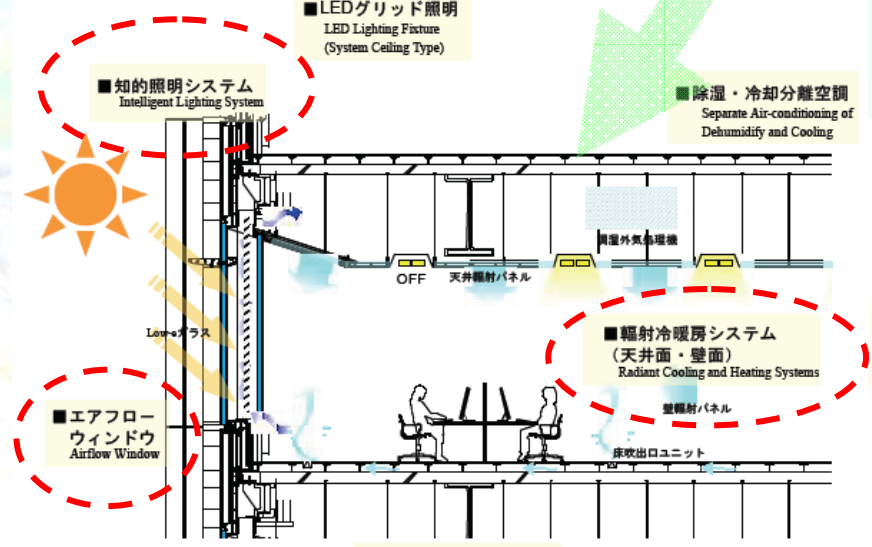 ■LEDグリッド照明
LED Lighting Fixture
(System Ceiling Type)
■知的照明システム
Intelligent Lighting System
■除湿・冷却分離空調
Separate Air-conditioning of
Dehumidify and Cooling
調湿外気処理機
OFF
天井輻射パネル
Low-eガラス
■輻射冷暖房システム
（天井面・壁面）
Radiant Cooling and Heating Systems
■エアフロー
ウィンドウ
Airflow Window
壁輻射パネル
床吹出口ユニット